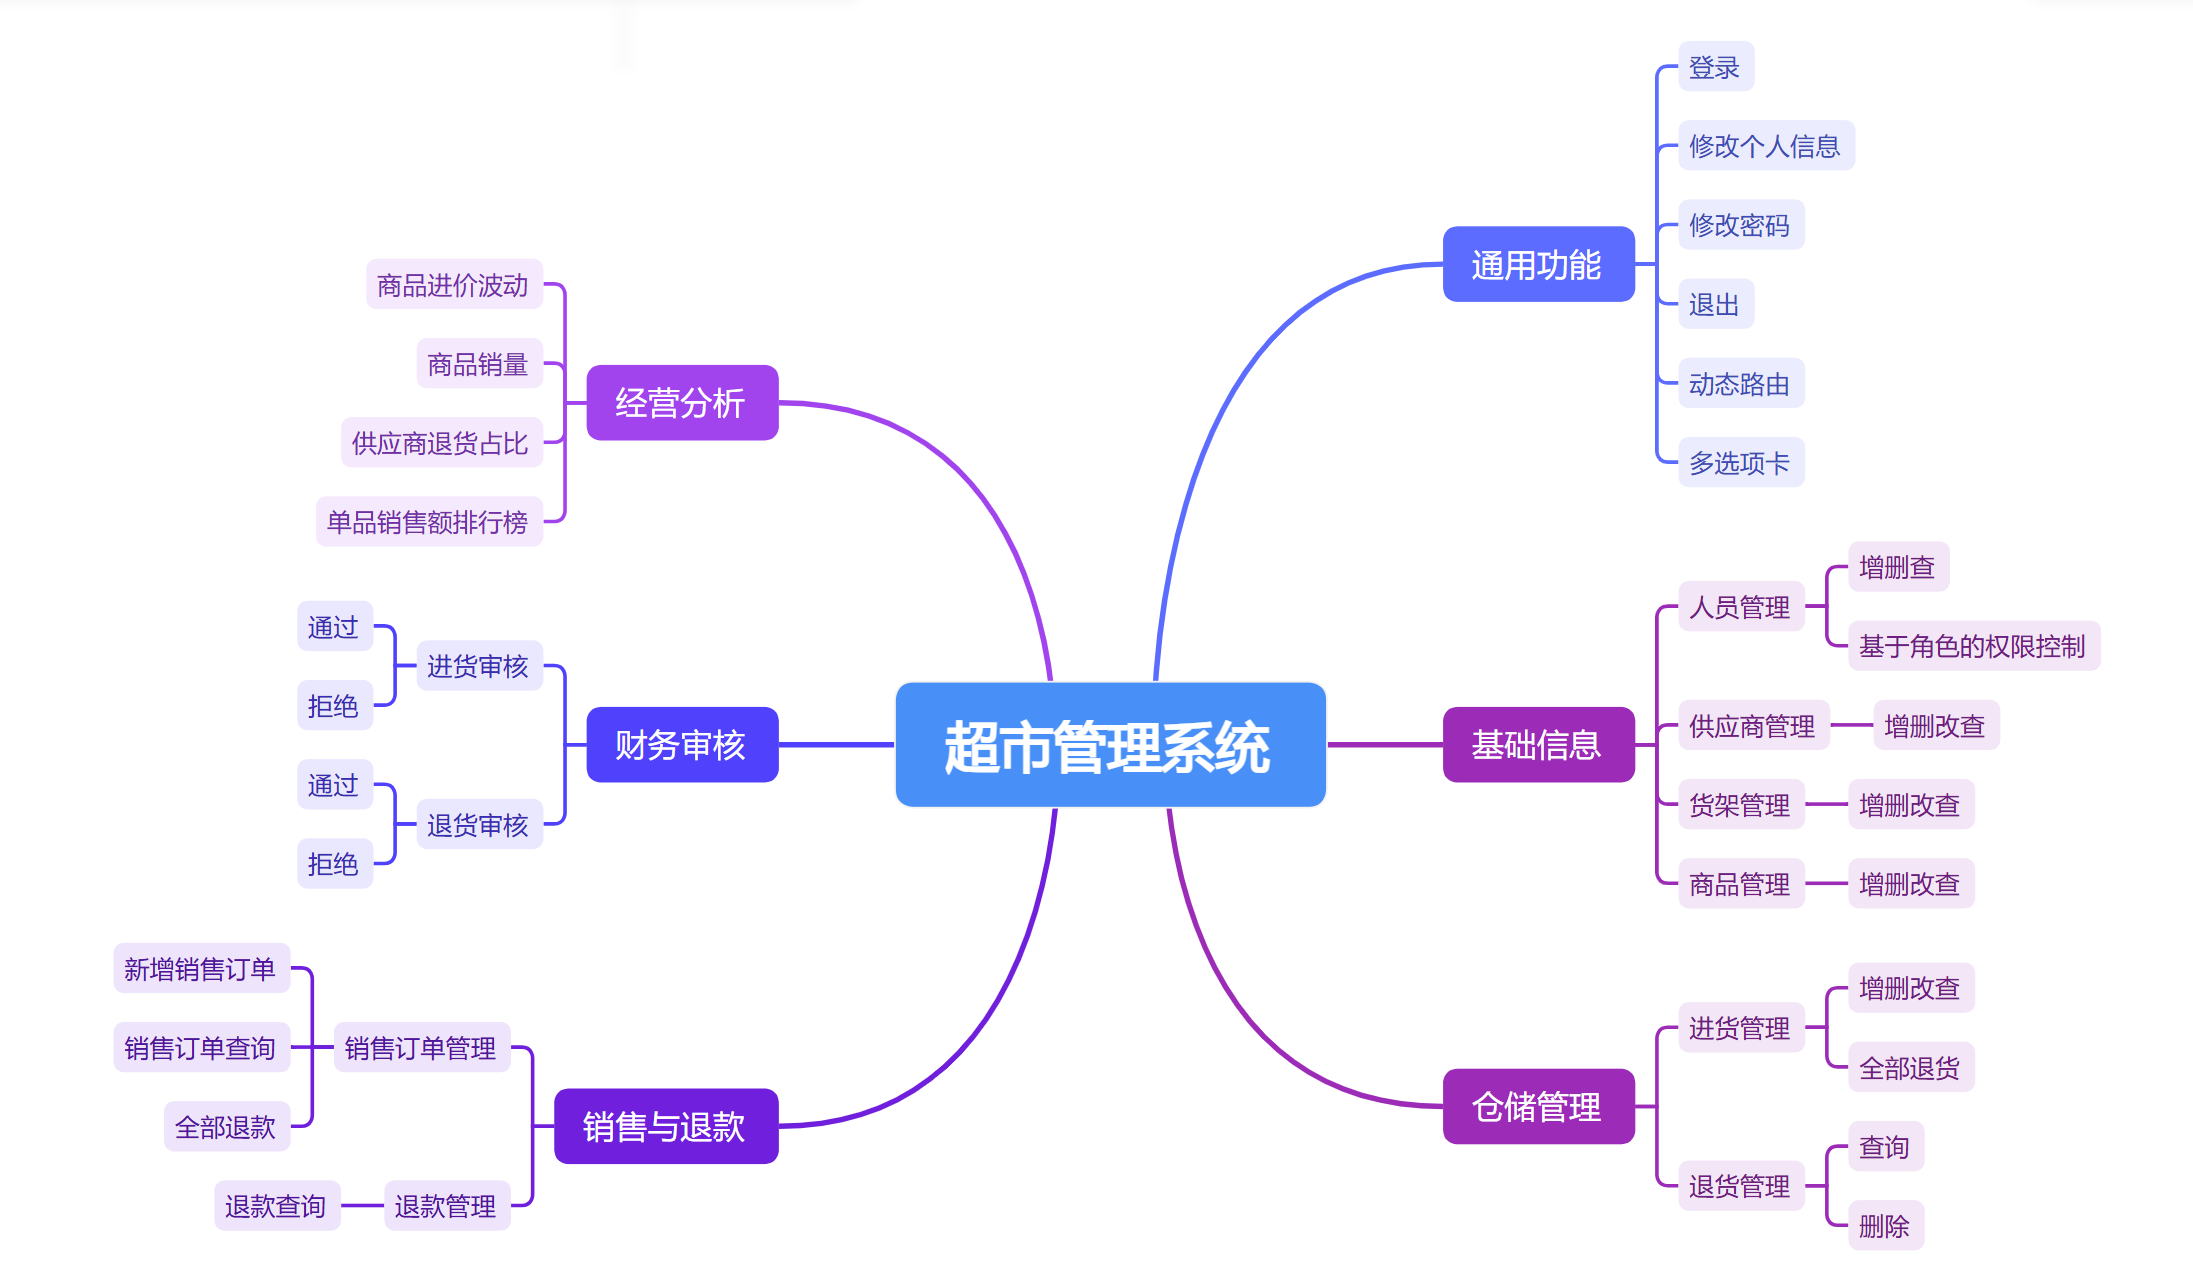 超市管理系统
通用功能
登录
修改个人信息
修改密码
退出
动态路由
多选项卡
基础信息
人员管理
增删查
基于角色的权限控制
供应商管理
增删改查
货架管理
增删改查
商品管理
增删改查
仓储管理
进货管理
增删改查
全部退货
退货管理
查询
删除
经营分析
商品进价波动
商品销量
供应商退货占比
单品销售额排行榜
财务审核
进货审核
通过
拒绝
退货审核
通过
拒绝
销售与退款
销售订单管理
新增销售订单
销售订单查询
全部退款
退款管理
退款查询